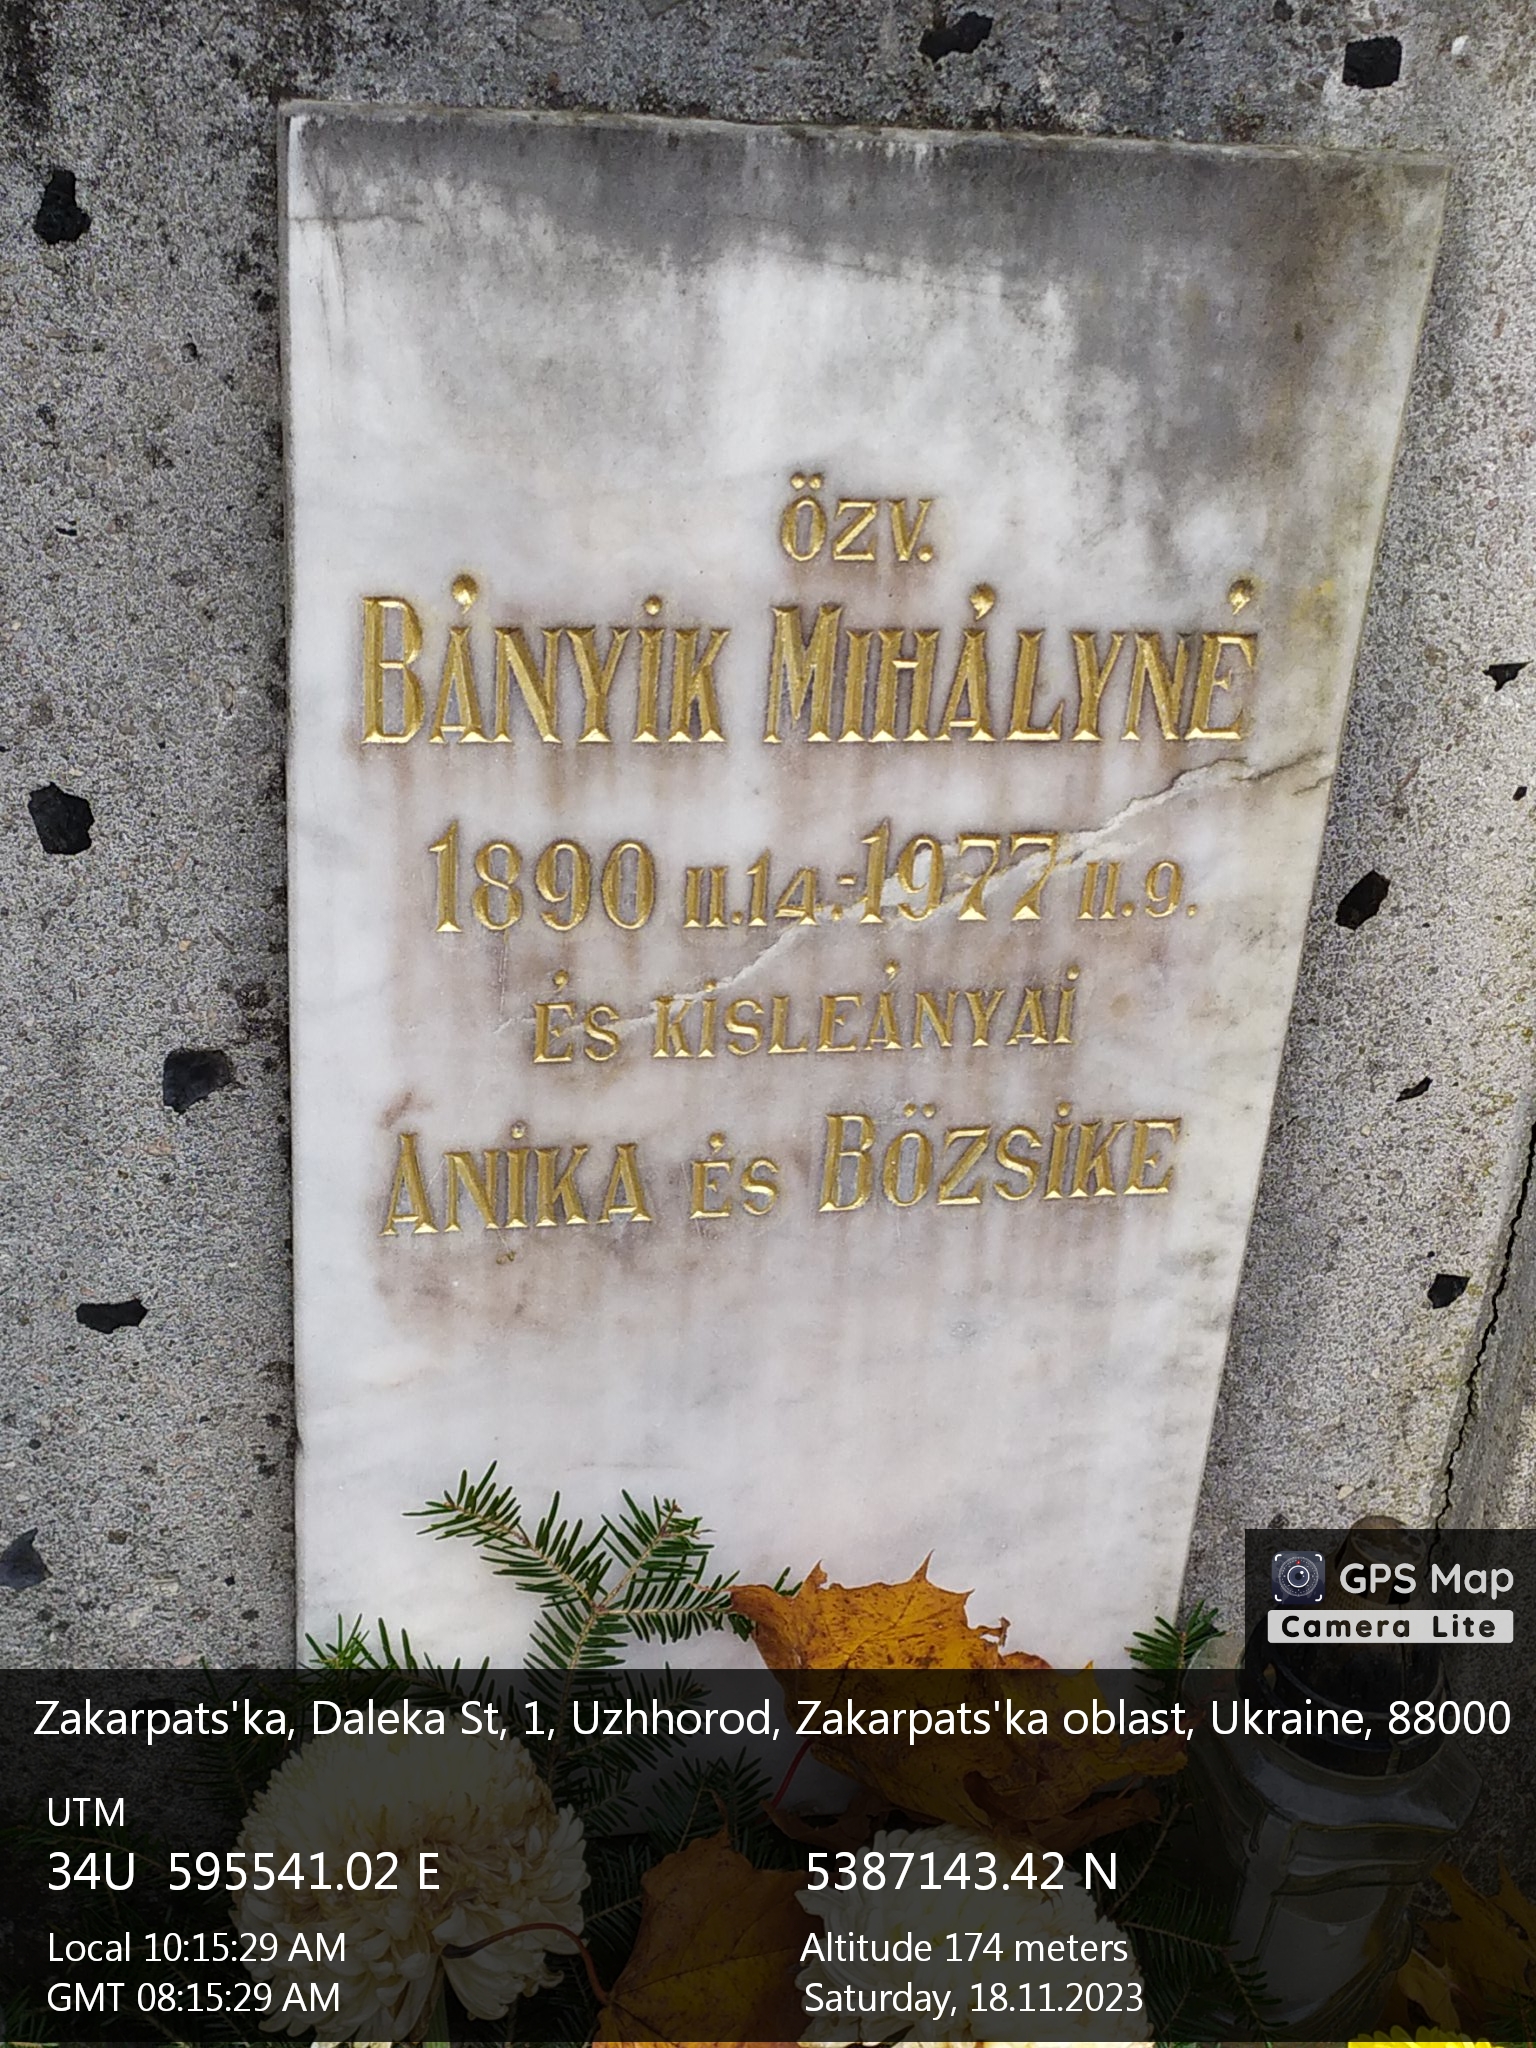 ÖZV.
BÁNYIK MIHÁLYNÉ
1890 II.14.-1977 II.9.
ÉS KISLEÁNYAI
ANIKA ÉS BÖZSIKE
GPS Map
Camera Lite
Zakarpats'ka, Daleka St, 1, Uzhhorod, Zakarpats'ka oblast, Ukraine, 88000
UTM
34U 595541.02 E 5387143.42 N
Local 10:15:29 AM Altitude 174 meters
GMT 08:15:29 AM Saturday, 18.11.2023